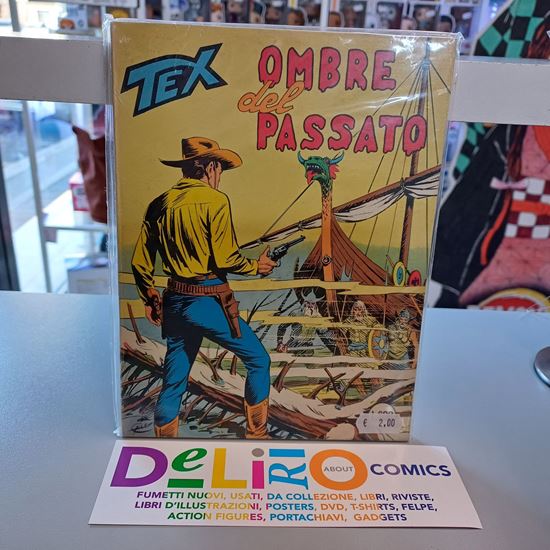 TEX
OMBRE
del
PASSATO
€ 2.00
DeLiRiO ABOUT COMICS
FUMETTI NUOVI, USATI, DA COLLEZIONE, LIBRI, RIVISTE,
LIBRI D'ILLUSTRAZIONI, POSTERS, DVD, T-SHIRTS, FELPE,
ACTION FIGURES, PORTACHIAVI, GADGETS